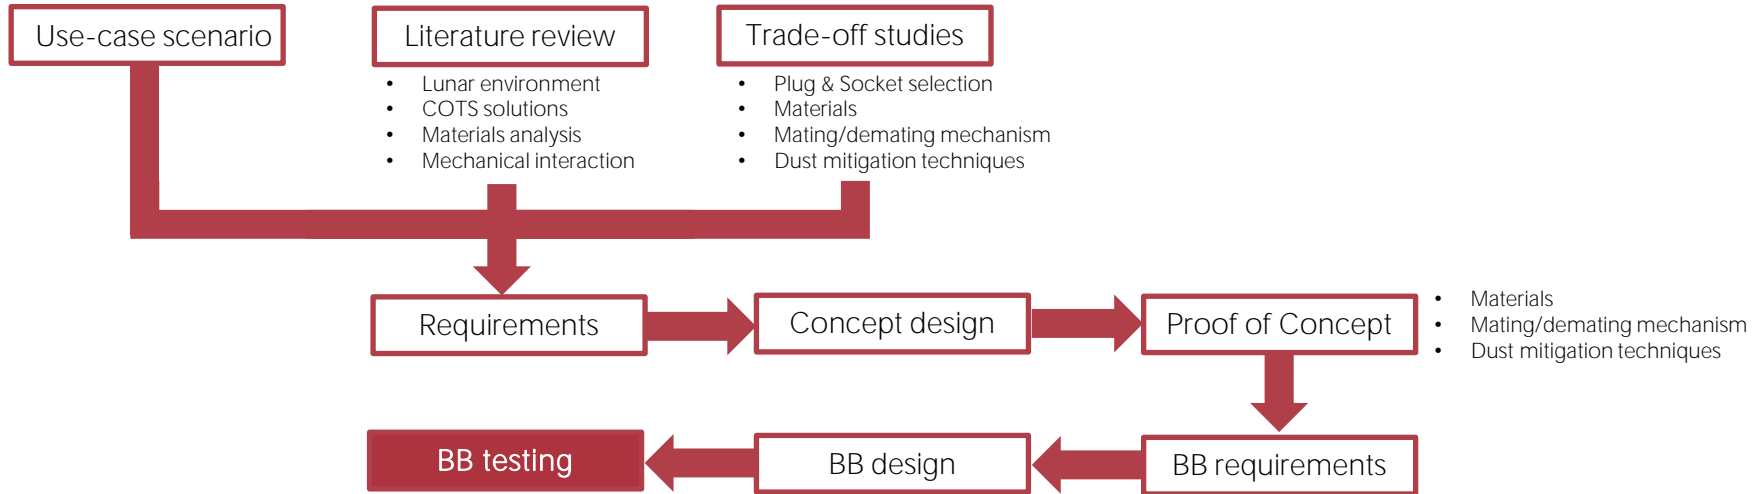 Use-case scenario
Literature review
• Lunar environment
• COTS solutions
• Materials analysis
• Mechanical interaction
Trade-off studies
• Plug & Socket selection
• Materials
• Mating/demating mechanism
• Dust mitigation techniques
Requirements
Concept design
Proof of Concept
• Materials
• Mating/demating mechanism
• Dust mitigation techniques
BB testing
BB design
BB requirements